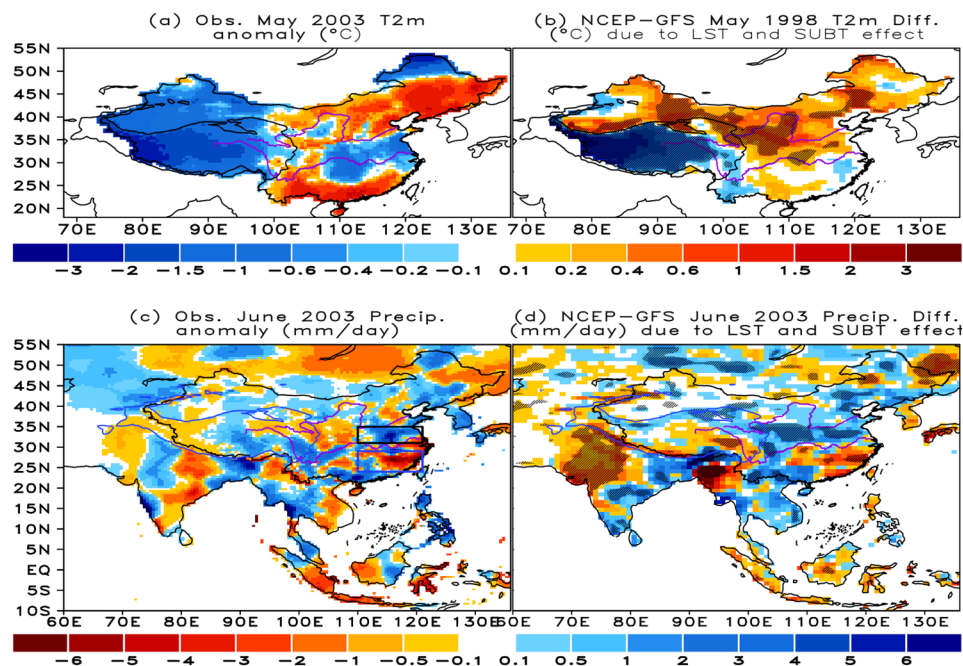 (a) Obs. May 2003 T2m
anomaly (°C)
(b) NCEP-GFS May 1998 T2m Diff.
(°C) due to LST and SUBT effect
55N
50N
45N
40N
35N
30N
25N
20N
70E 80E 90E 100E 110E 120E 130E
70E 80E 90E 100E 110E 120E 130E
-3 -2 -1.5 -1 -0.6 -0.4 -0.2 -0.1
0.1 0.2 0.4 0.6 1 1.5 2 3
(c) Obs. June 2003 Precip.
anomaly (mm/day)
(d) NCEP-GFS June 2003 Precip. Diff.
(mm/day) due to LST and SUBT effect
55N
50N
45N
40N
35N
30N
25N
20N
15N
10N
5N
EQ
5S
10S
60E 70E 80E 90E 100E 110E 120E 130E
70E 80E 90E 100E 110E 120E 130E
-6 -5 -4 -3 -2 -1 -0.5 -0.1
0.1 0.5 1 2 3 4 5 6